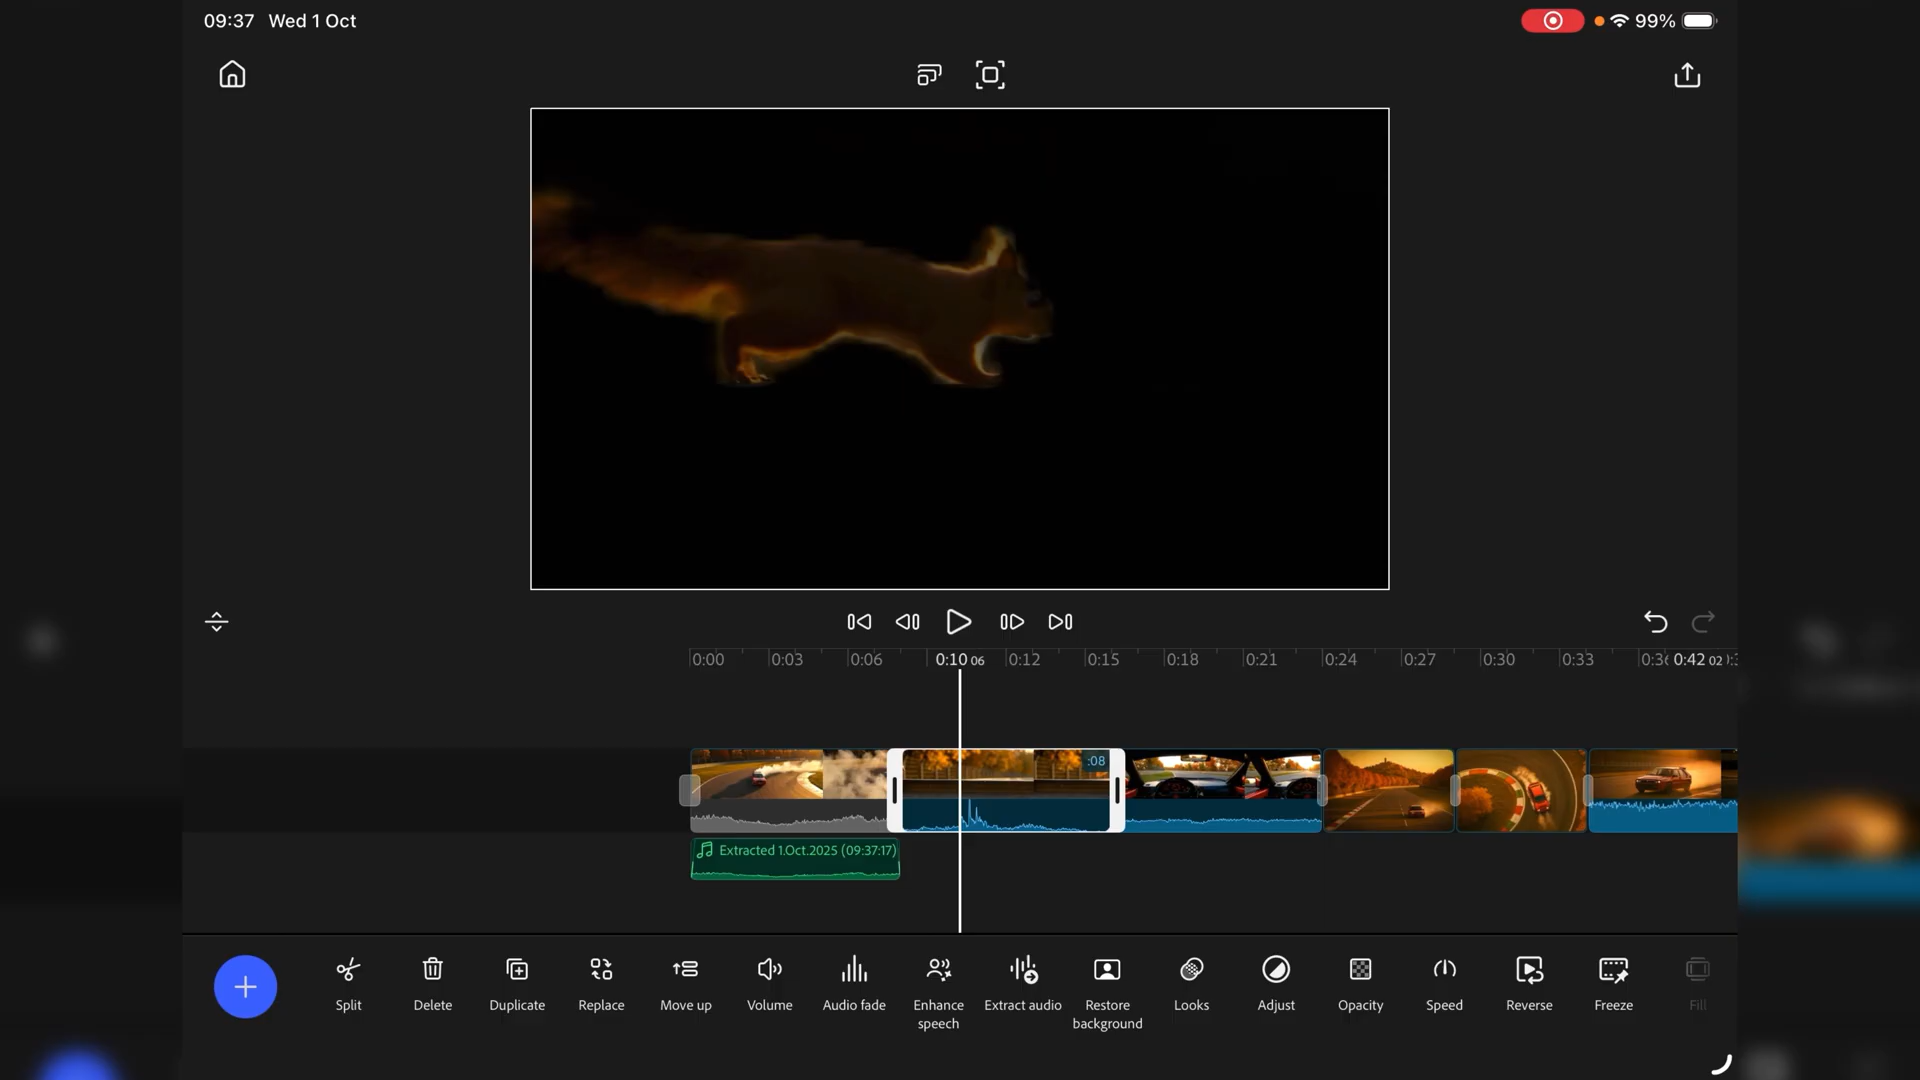 09:37 Wed 1 Oct
99%
0:00 0:03 0:06 0:10 06 0:12 0:15 0:18 0:21 0:24 0:27 0:30 0:33 0:42 02
:08
Extracted 1.Oct.2025 (09:37:17)
Split Delete Duplicate Replace Move up Volume Audio fade Enhance speech Extract audio Restore background Looks Adjust Opacity Speed Reverse Freeze Fill